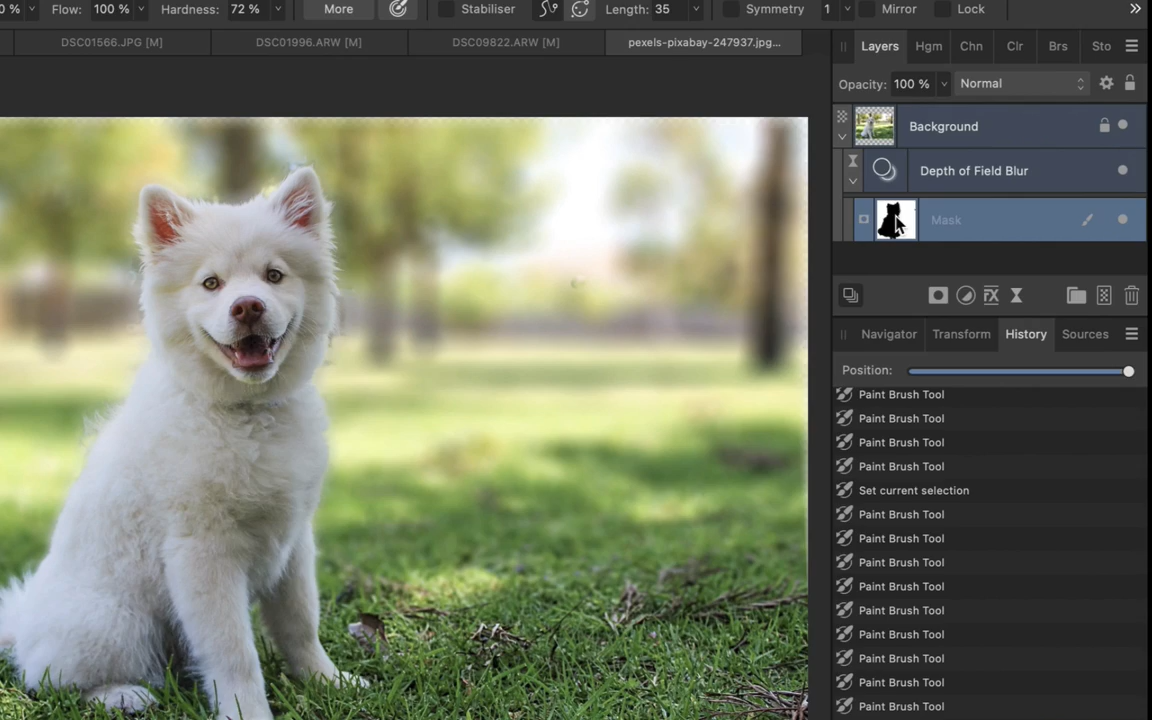 0 % Flow: 100 % Hardness: 72 % More Stabiliser Length: 35 Symmetry 1 Mirror Lock
DSC01566.JPG [M] DSC01996.ARW [M] DSC09822.ARW [M] pexels-pixabay-247937.jpg...
Layers Hgm Chn Clr Brs Sto
Opacity: 100 % Normal
Background
Depth of Field Blur
Mask
Navigator Transform History Sources
Position:
Paint Brush Tool
Paint Brush Tool
Paint Brush Tool
Paint Brush Tool
Set current selection
Paint Brush Tool
Paint Brush Tool
Paint Brush Tool
Paint Brush Tool
Paint Brush Tool
Paint Brush Tool
Paint Brush Tool
Paint Brush Tool
Paint Brush Tool